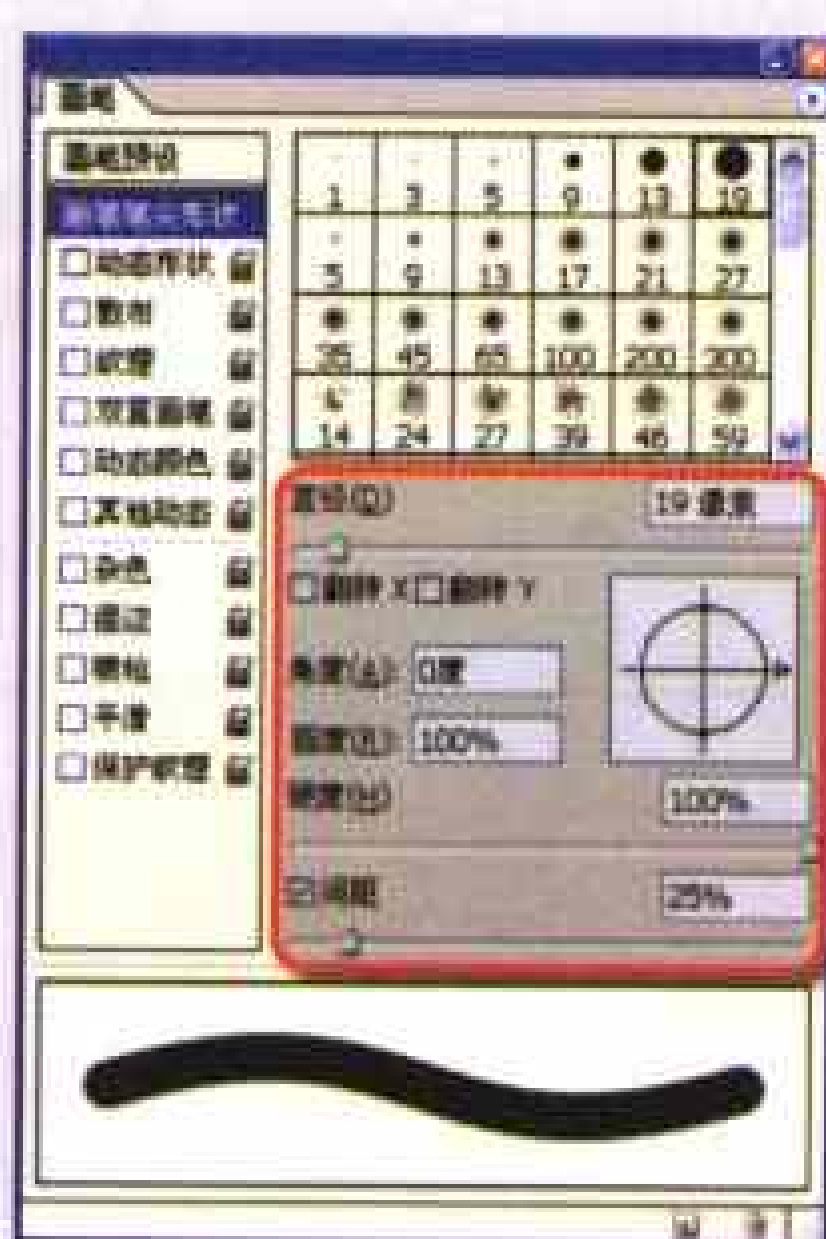 画笔
画笔预设
画笔笔尖形状
动态形状
散布
纹理
双重画笔
动态颜色
其他动态
杂色
湿边
喷枪
平滑
保护纹理
1 3 5 9 13 19
5 9 13 17 21 27
35 45 65 100 200 300
14 24 27 39 46 59
直径(D) 19 像素
翻转 X 翻转 Y
角度(A): 0度
圆度(R): 100%
硬度(H) 100%
间距 25%